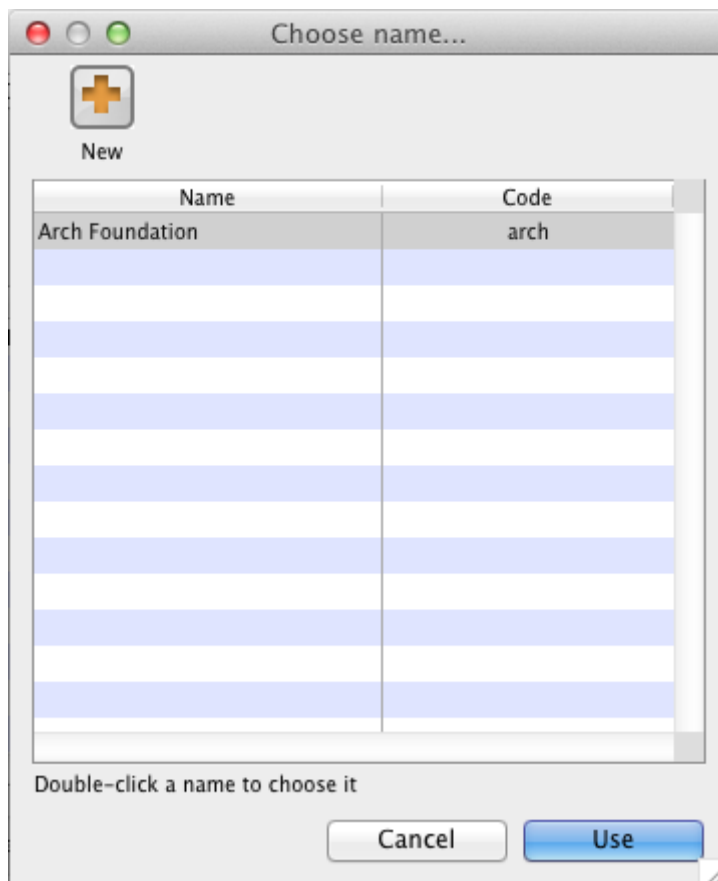 Choose name...
New
Name Code
Arch Foundation arch
Double-click a name to choose it
Cancel Use